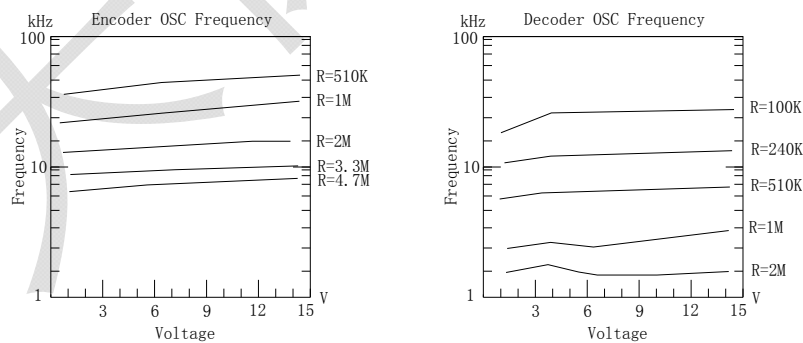 Encoder OSC Frequency
kHz
100
10
1
Frequency
R=510K
R=1M
R=2M
R=3.3M
R=4.7M
3 6 9 12 15 V
Voltage
Decoder OSC Frequency
kHz
100
10
1
Frequency
R=100K
R=240K
R=510K
R=1M
R=2M
3 6 9 12 15 V
Voltage